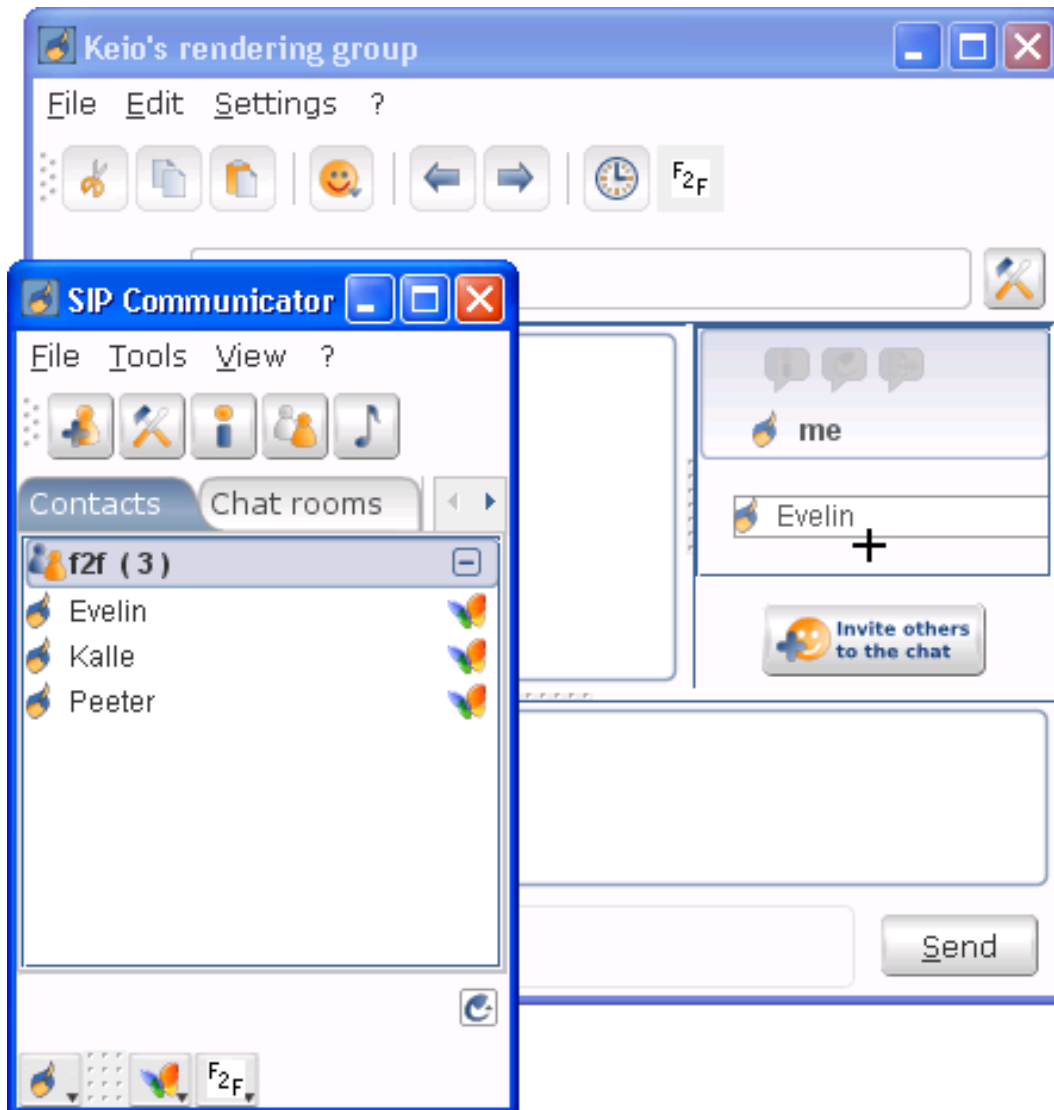 Keio's rendering group
File Edit Settings ?
F2F
SIP Communicator
File Tools View ?
Contacts Chat rooms
f2f ( 3 )
Evelin
Kalle
Peeter
F2F
me
Evelin
Invite others
to the chat
Send